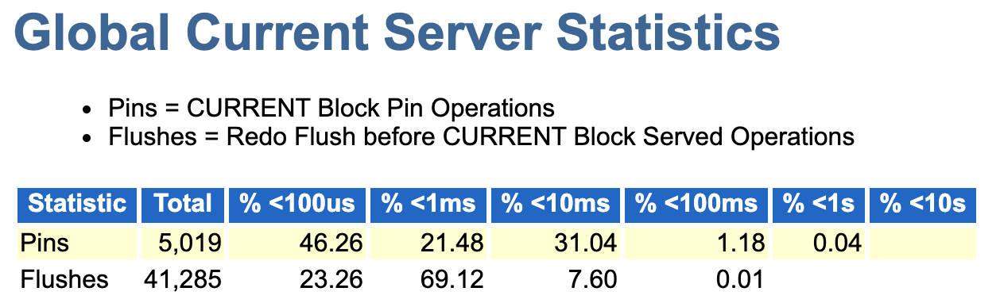 Global Current Server Statistics
• Pins = CURRENT Block Pin Operations
• Flushes = Redo Flush before CURRENT Block Served Operations
Statistic Total % <100us % <1ms % <10ms % <100ms % <1s % <10s
Pins 5,019 46.26 21.48 31.04 1.18 0.04
Flushes 41,285 23.26 69.12 7.60 0.01